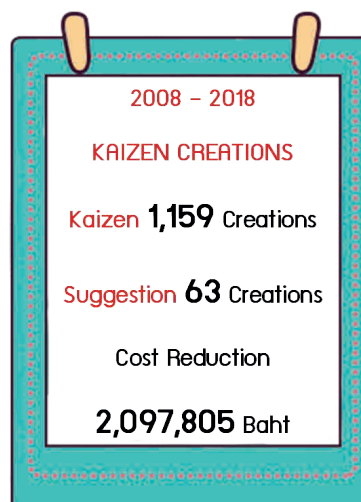 2008 – 2018
KAIZEN CREATIONS
Kaizen 1,159 Creations
Suggestion 63 Creations
Cost Reduction
2,097,805 Baht